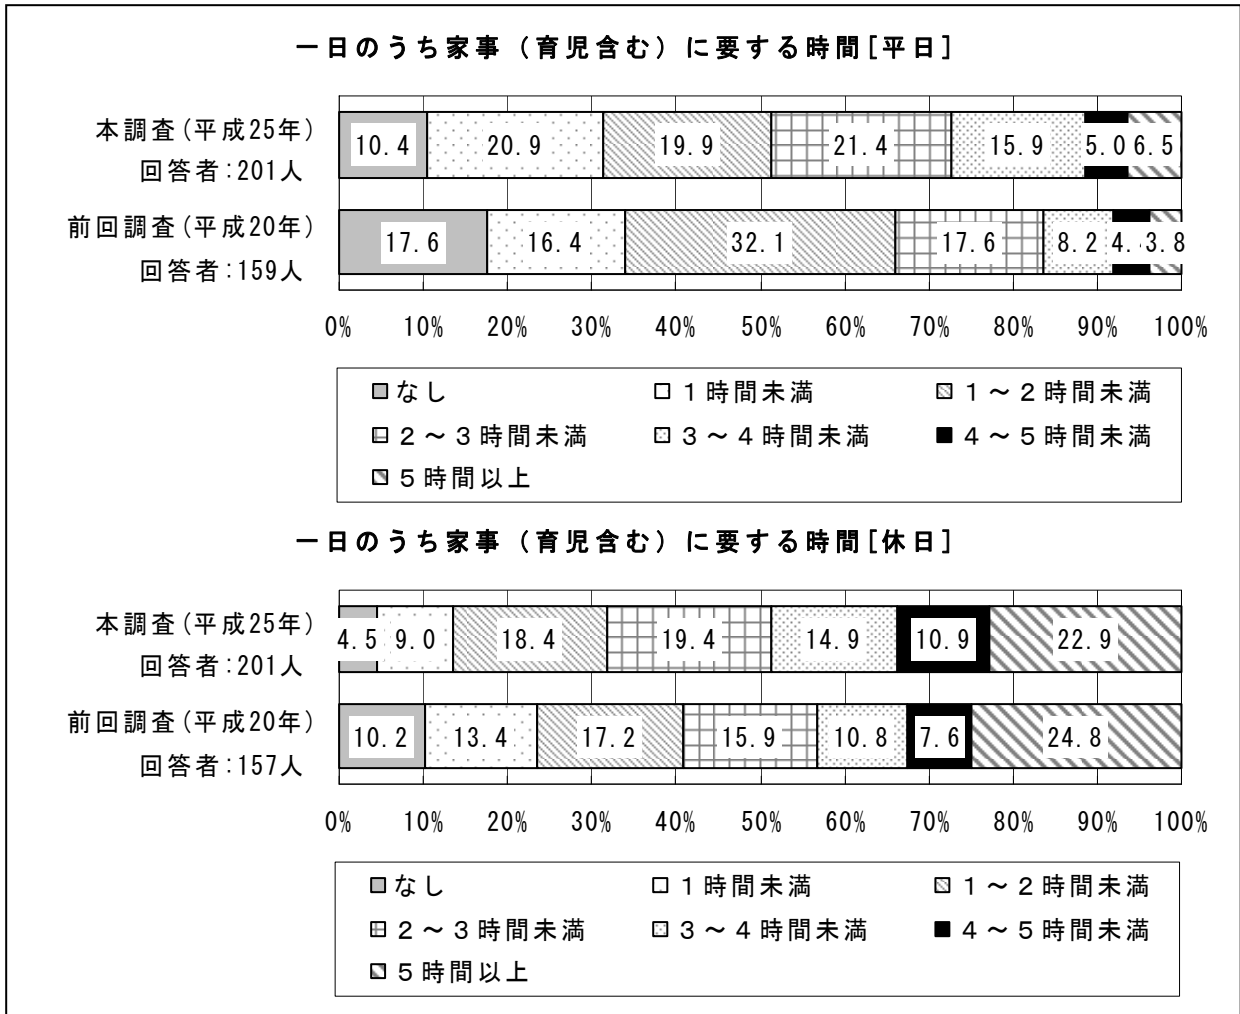 一日のうち家事（育児含む）に要する時間[平日]
本調査(平成25年)
回答者:201人
10.4 20.9 19.9 21.4 15.9 5.0 6.5
前回調査(平成20年)
回答者:159人
17.6 16.4 32.1 17.6 8.2 4. 3.8
0% 10% 20% 30% 40% 50% 60% 70% 80% 90% 100%
なし １時間未満 １～２時間未満
２～３時間未満 ３～４時間未満 ４～５時間未満
５時間以上
一日のうち家事（育児含む）に要する時間[休日]
本調査(平成25年)
回答者:201人
4.5 9.0 18.4 19.4 14.9 10.9 22.9
前回調査(平成20年)
回答者:157人
10.2 13.4 17.2 15.9 10.8 7.6 24.8
0% 10% 20% 30% 40% 50% 60% 70% 80% 90% 100%
なし １時間未満 １～２時間未満
２～３時間未満 ３～４時間未満 ４～５時間未満
５時間以上